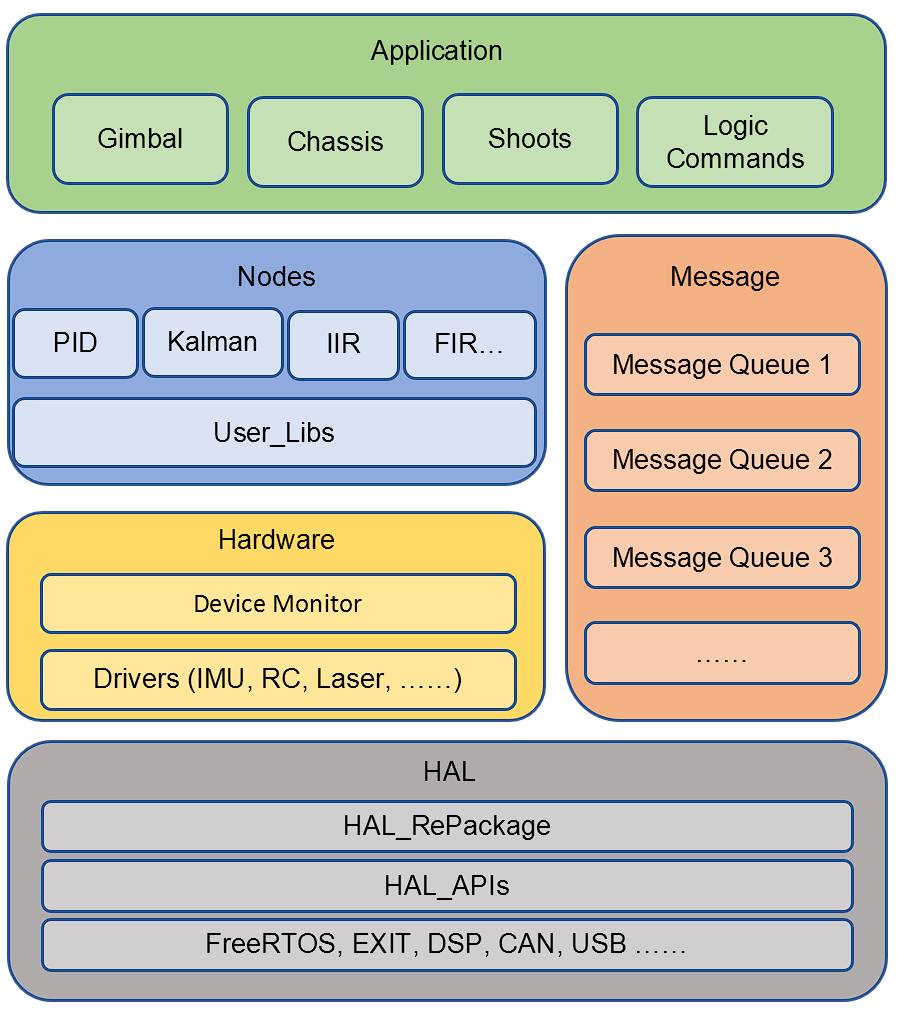 Application
Gimbal
Chassis
Shoots
Logic
Commands
Nodes
PID
Kalman
IIR
FIR…
User_Libs
Message
Message Queue 1
Message Queue 2
Message Queue 3
……
Hardware
Device Monitor
Drivers (IMU, RC, Laser, ……)
HAL
HAL_RePackage
HAL_APIs
FreeRTOS, EXIT, DSP, CAN, USB ……